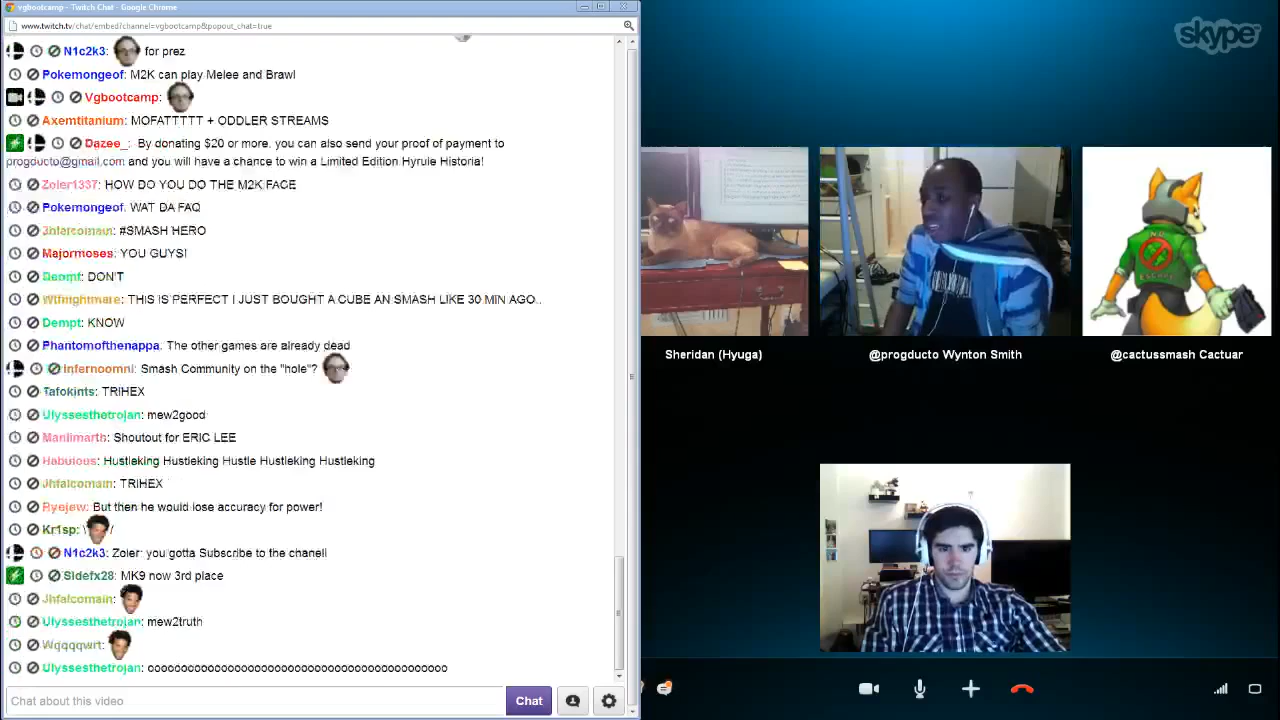 vgbootcamp - Twitch Chat - Google Chrome
www.twitch.tv/chat/embed?channel=vgbootcamp&popout_chat=true
N1c2k3: for prez
Pokemongeof: M2K can play Melee and Brawl
Vgbootcamp:
Axemtitanium: MOFATTTTT + ODDLER STREAMS
Dazee_: By donating $20 or more, you can also send your proof of payment to
progducto@gmail.com and you will have a chance to win a Limited Edition Hyrule Historia!
Zoler1337: HOW DO YOU DO THE M2K FACE
Pokemongeof: WAT DA FAQ
Jhfalcomain: #SMASH HERO
Majormoses: YOU GUYS!
Dempt: DON'T
Wifnightmare: THIS IS PERFECT I JUST BOUGHT A CUBE AN SMASH LIKE 30 MIN AGO..
Dempt: KNOW
Phantomofthenappa: The other games are already dead
Infernoomni: Smash Community on the "hole"?
Tafokints: TRIHEX
Ulyssesthetrojan: mew2good
Manlimarth: Shoutout for ERIC LEE
Habulous: Hustleking Hustleking Hustle Hustleking Hustleking
Jhfalcomain: TRIHEX
Ryejew: But then he would lose accuracy for power!
Kr1sp: \ /
N1c2k3: Zoler: you gotta Subscribe to the chanell
Sidefx28: MK9 now 3rd place
Jhfalcomain:
Ulyssesthetrojan: mew2truth
Wqqqqwrt:
Ulyssesthetrojan: oooooooooooooooooooooooooooooooooooooooooooo
Chat about this video
Chat
skype
NO
ESCAPE
Sheridan (Hyuga)
@progducto Wynton Smith
@cactussmash Cactuar